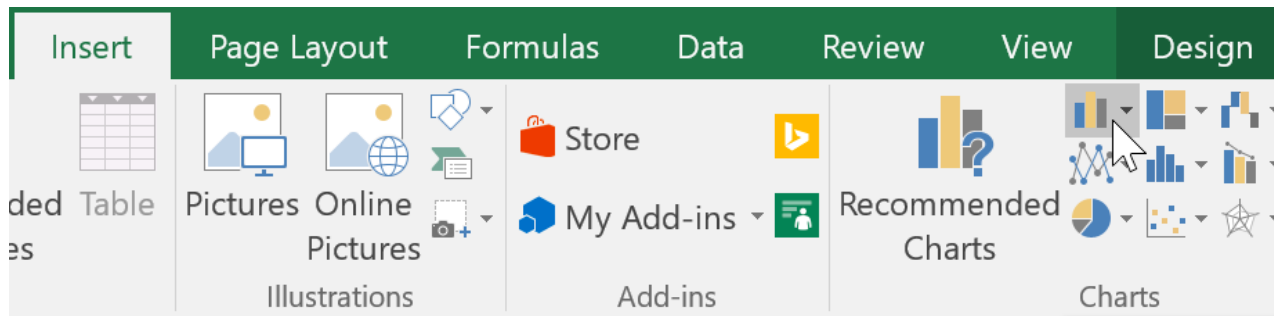 Insert Page Layout Formulas Data Review View Design
Store
ded Table Pictures Online My Add-ins Recommended
es Pictures Charts
Illustrations Add-ins Charts